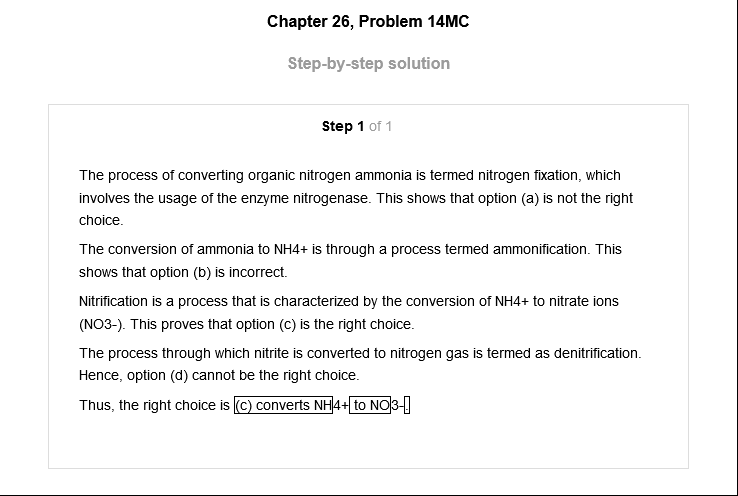 Chapter 26, Problem 14MC
Step-by-step solution
Step 1 of 1
The process of converting organic nitrogen ammonia is termed nitrogen fixation, which
involves the usage of the enzyme nitrogenase. This shows that option (a) is not the right
choice.
The conversion of ammonia to NH4+ is through a process termed ammonification. This
shows that option (b) is incorrect.
Nitrification is a process that is characterized by the conversion of NH4+ to nitrate ions
(NO3-). This proves that option (c) is the right choice.
The process through which nitrite is converted to nitrogen gas is termed as denitrification.
Hence, option (d) cannot be the right choice.
Thus, the right choice is (c) converts NH4+ to NO3-.